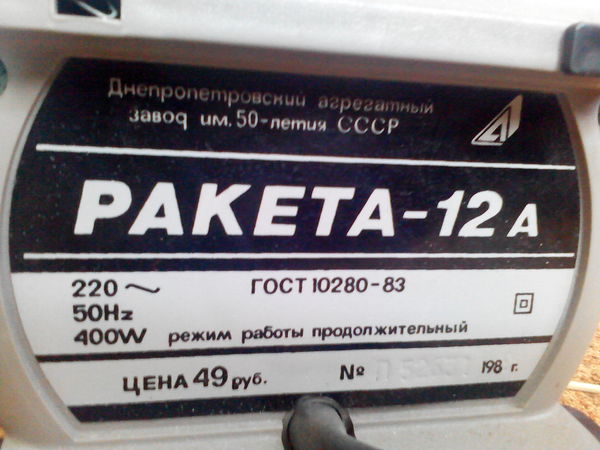 Днепропетровский агрегатный
завод им. 50-летия СССР
РАКЕТА-12А
220 ~ ГОСТ 10280-83
50Hz
400W режим работы продолжительный
ЦЕНА 49 руб. № 198 г.